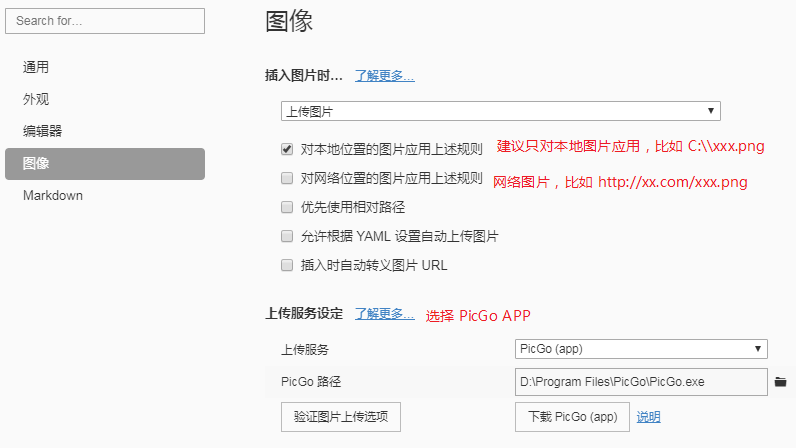 Search for...
图像
通用
外观
编辑器
图像
Markdown
插入图片时... 了解更多...
上传图片
对本地位置的图片应用上述规则 建议只对本地图片应用，比如 C:\\xxx.png
对网络位置的图片应用上述规则 网络图片，比如 http://xx.com/xxx.png
优先使用相对路径
允许根据 YAML 设置自动上传图片
插入时自动转义图片 URL
上传服务设定 了解更多... 选择 PicGo APP
上传服务 PicGo (app)
PicGo 路径 D:\Program Files\PicGo\PicGo.exe
验证图片上传选项 下载 PicGo (app) 说明